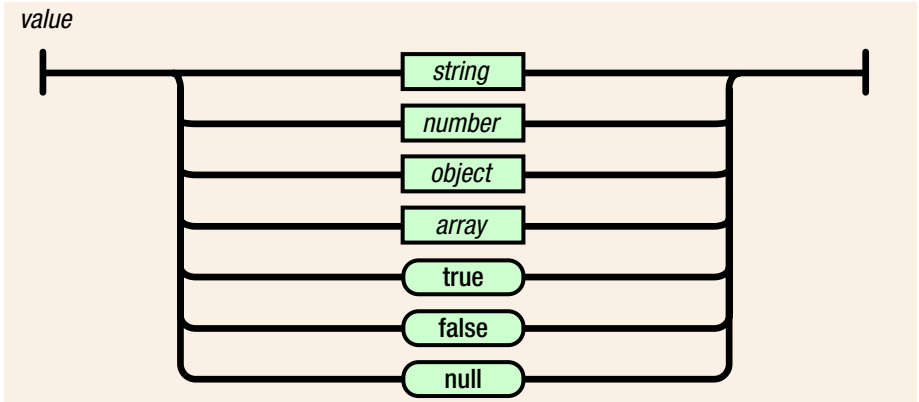 value
string
number
object
array
true
false
null